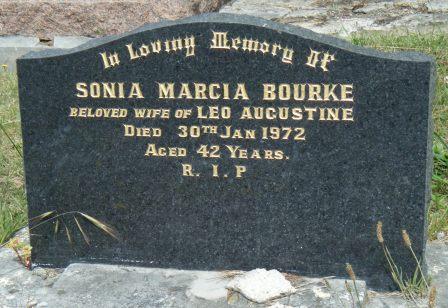 In Loving Memory Of
SONIA MARCIA BOURKE
BELOVED WIFE OF LEO AUGUSTINE
DIED 30TH JAN 1972
AGED 42 YEARS.
R. I. P